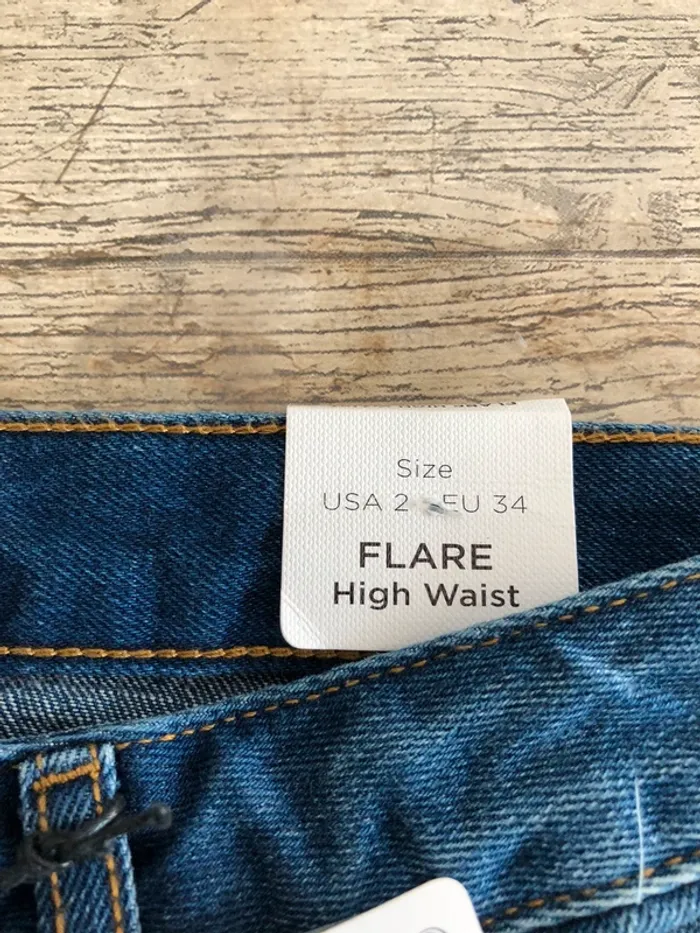 Size
USA 2 EU 34
FLARE
High Waist